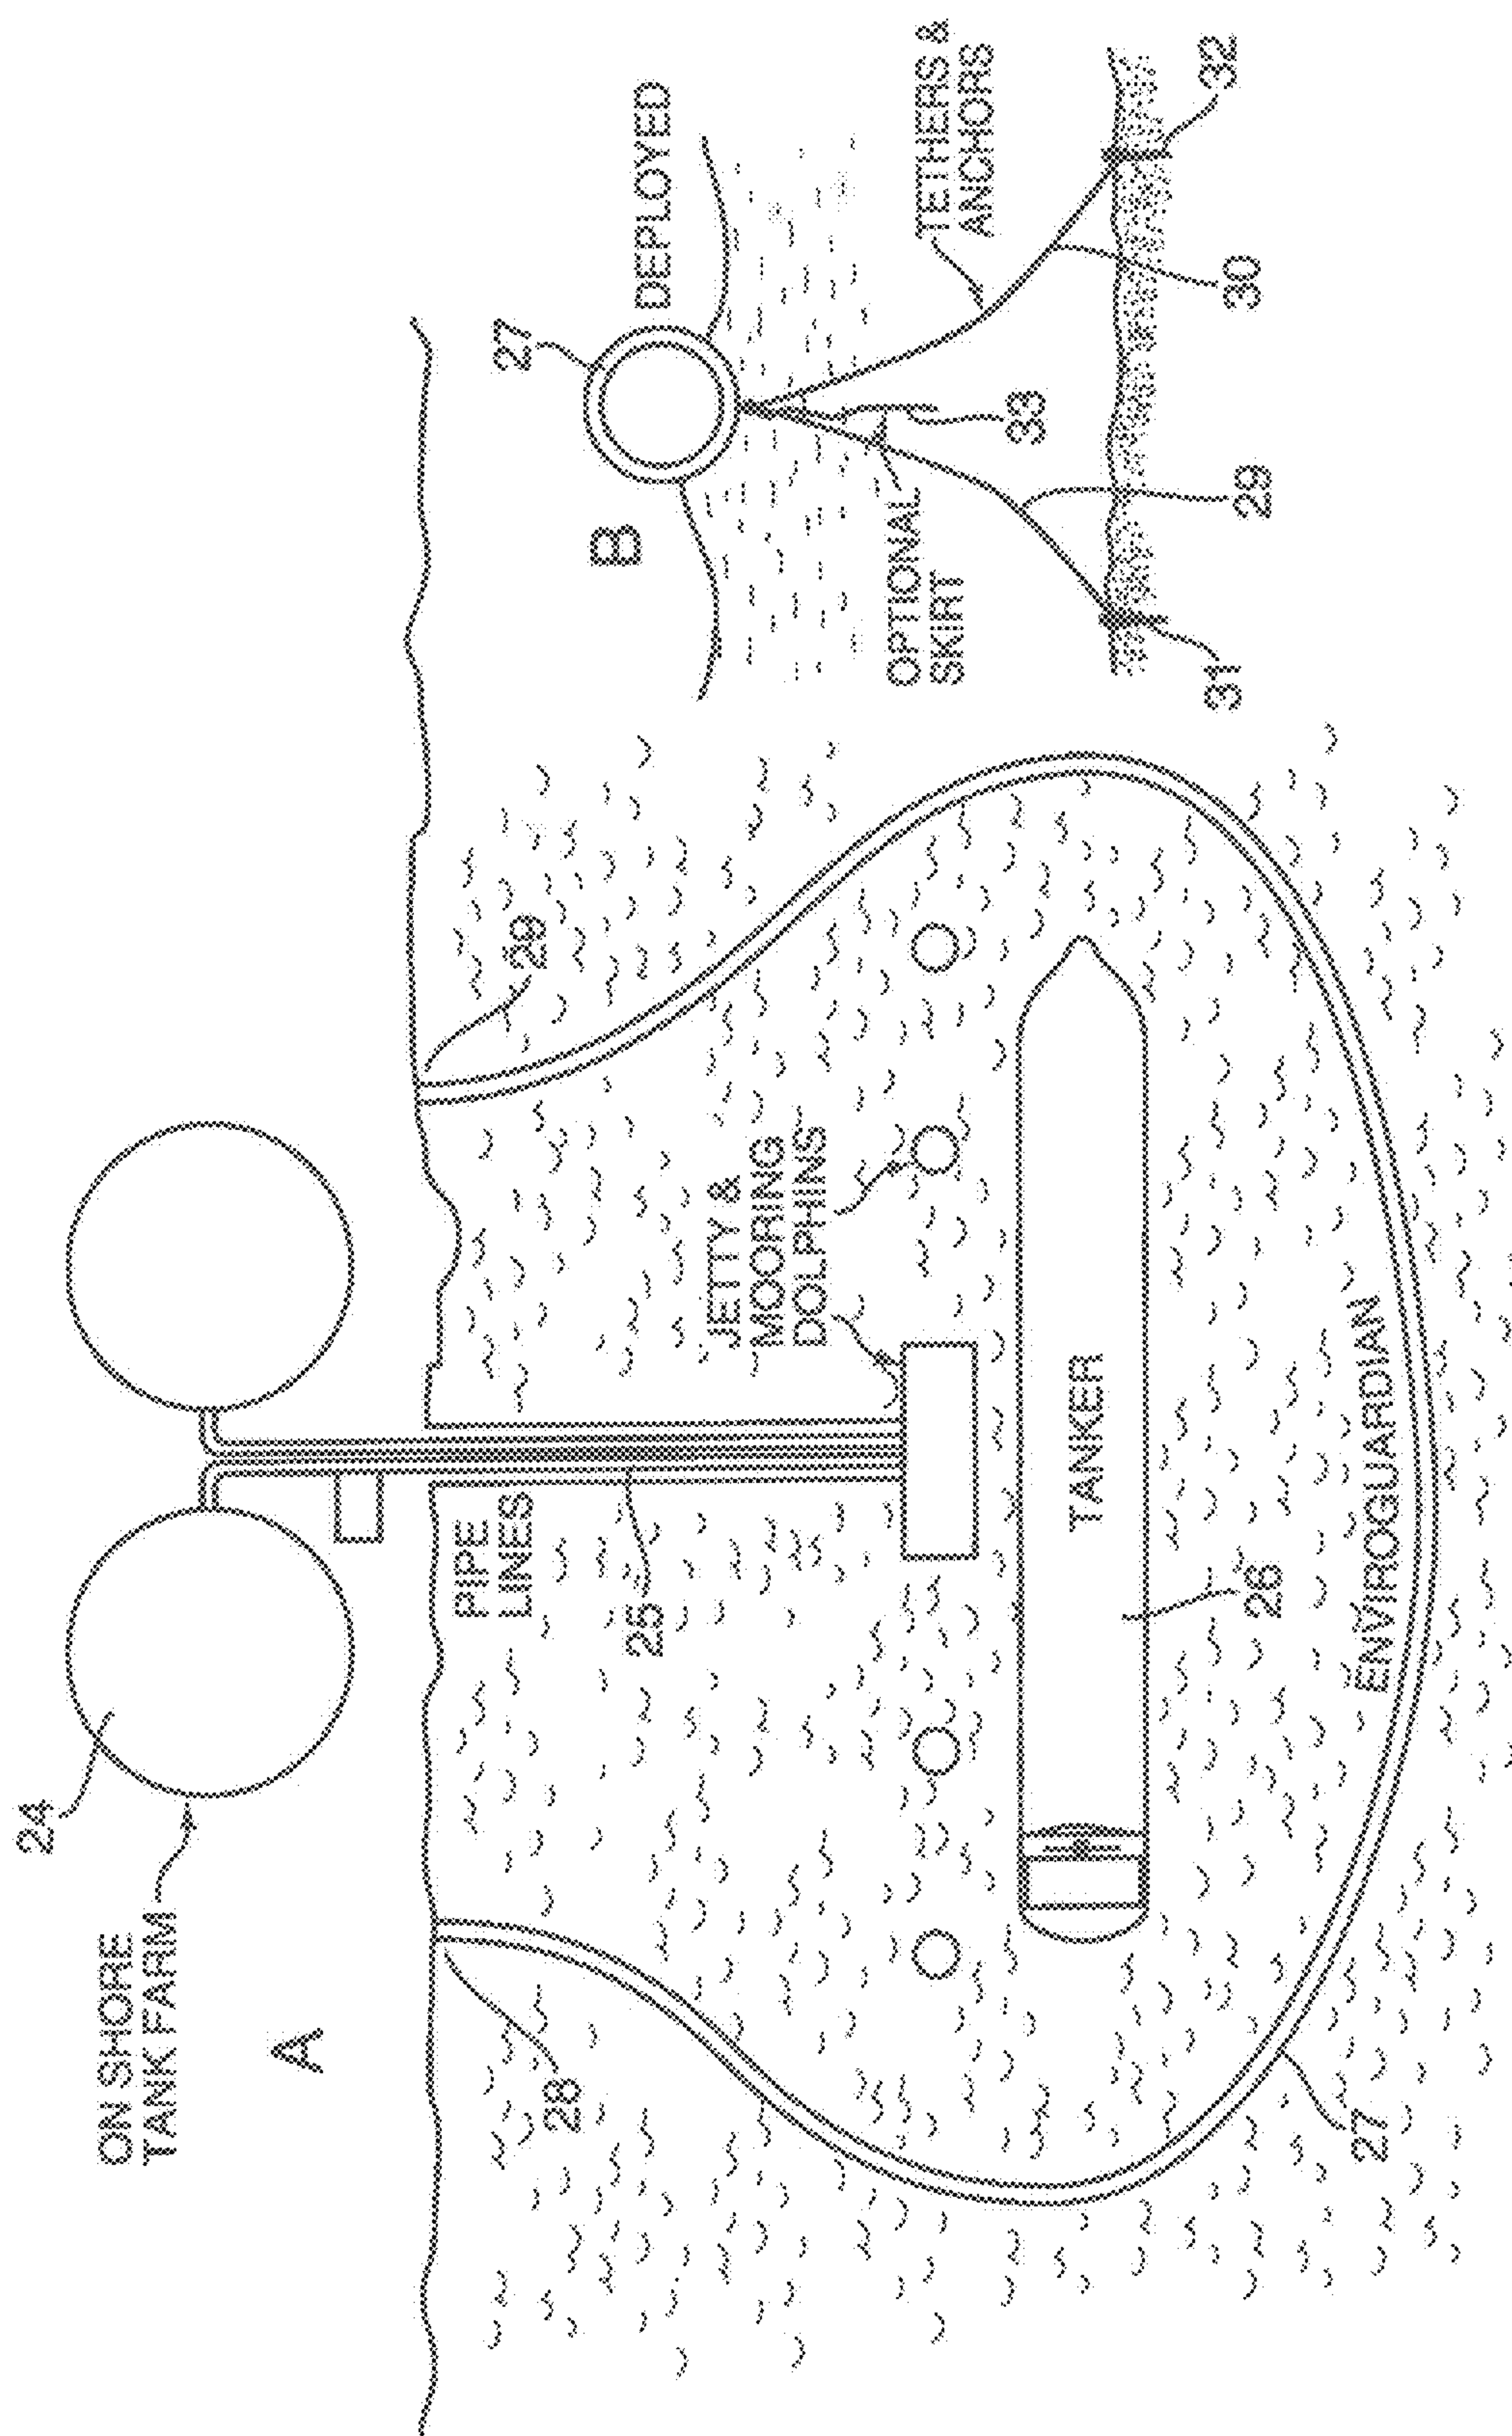 ON SHORE
TANK FARM
24
A
PIPE
LINES
25
28
29
JETTY &
MOORING
DOLPHINS
TANKER
26
ENVIROGUARDIAN
27
B
27
DEPLOYED
OPTIONAL
SKIRT
33
TETHERS &
ANCHORS
29
30
31
32